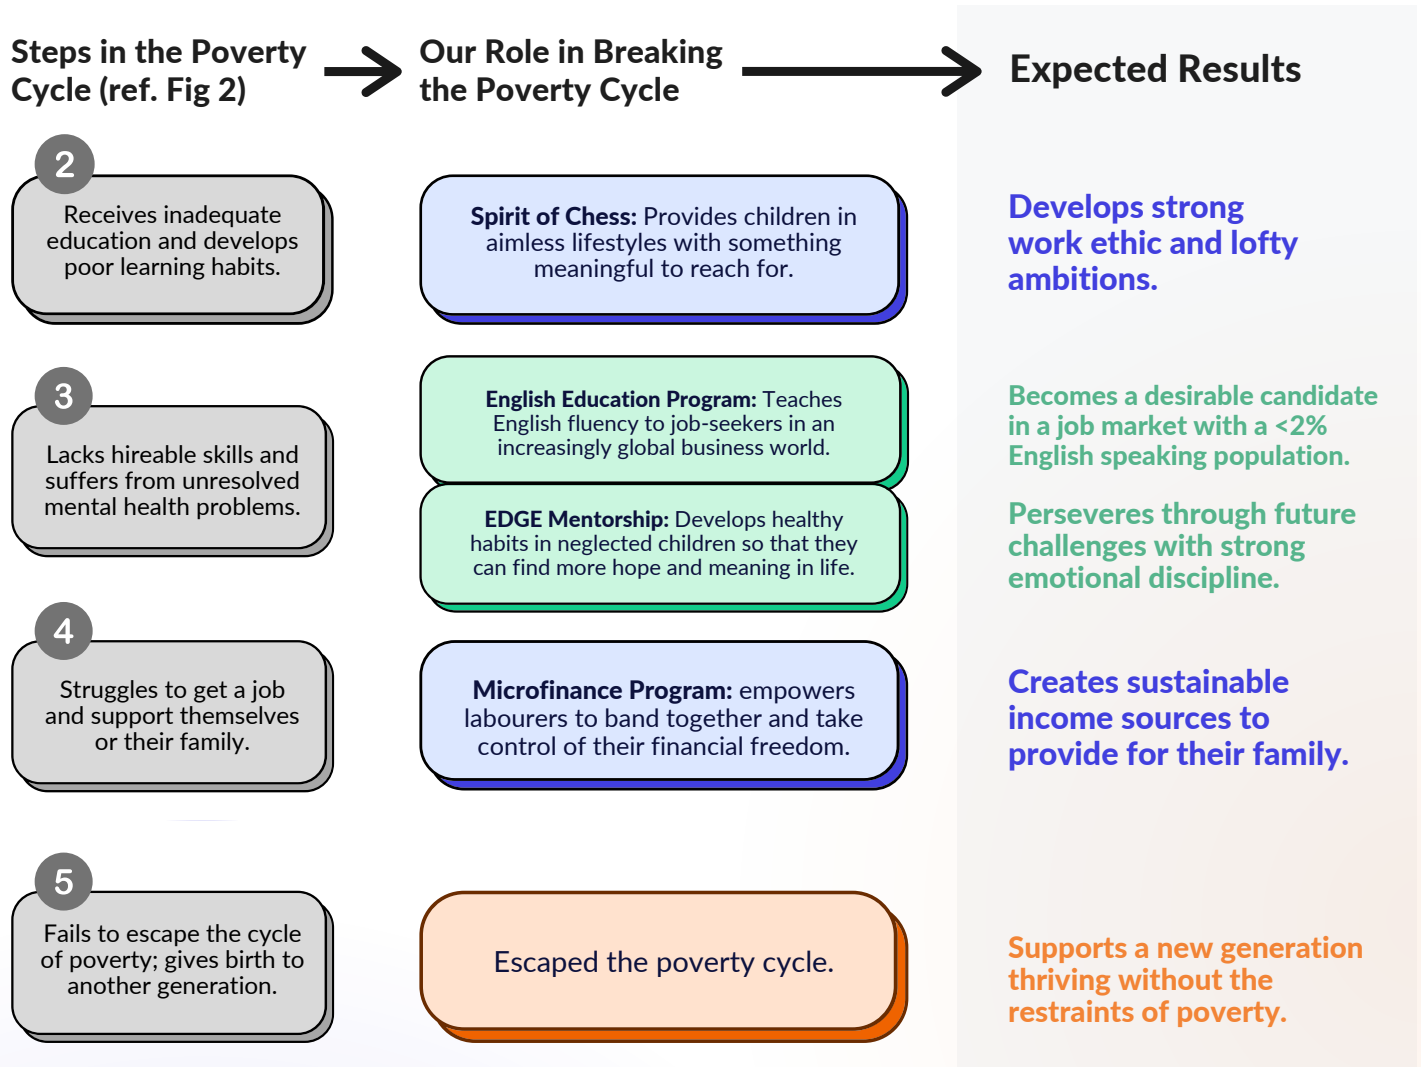 Steps in the Poverty
Cycle (ref. Fig 2)
Our Role in Breaking
the Poverty Cycle
Expected Results
2
Receives inadequate
education and develops
poor learning habits.
Spirit of Chess: Provides children in
aimless lifestyles with something
meaningful to reach for.
Develops strong
work ethic and lofty
ambitions.
3
Lacks hireable skills and
suffers from unresolved
mental health problems.
English Education Program: Teaches
English fluency to job-seekers in an
increasingly global business world.
Becomes a desirable candidate
in a job market with a <2%
English speaking population.
EDGE Mentorship: Develops healthy
habits in neglected children so that they
can find more hope and meaning in life.
Perseveres through future
challenges with strong
emotional discipline.
4
Struggles to get a job
and support themselves
or their family.
Microfinance Program: empowers
labourers to band together and take
control of their financial freedom.
Creates sustainable
income sources to
provide for their family.
5
Fails to escape the cycle
of poverty; gives birth to
another generation.
Escaped the poverty cycle.
Supports a new generation
thriving without the
restraints of poverty.